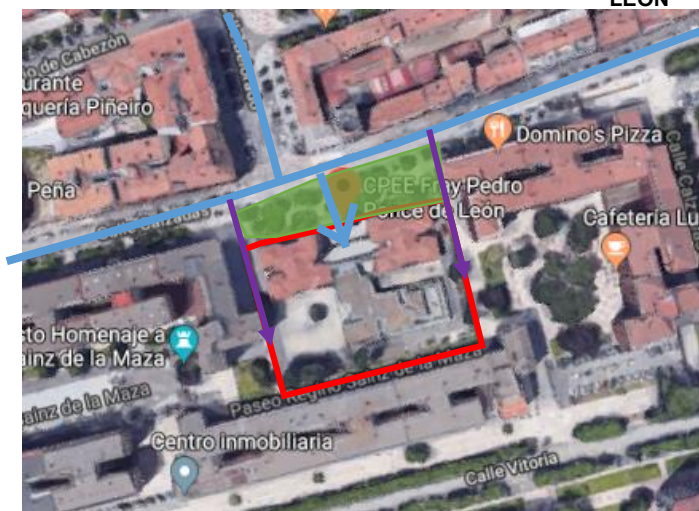 LEÓN
o de Cabezón
urante
quería Piñeiro
Domino's Pizza
Peña
CPEE Fray Pedro
Ponce de León
Calle Calzadas
Cafetería Lu
sto Homenaje a
ainz de la Maza
ainz de la Maza
Paseo Regino Sainz de la Maza
Centro inmobiliaria
Calle Vitoria